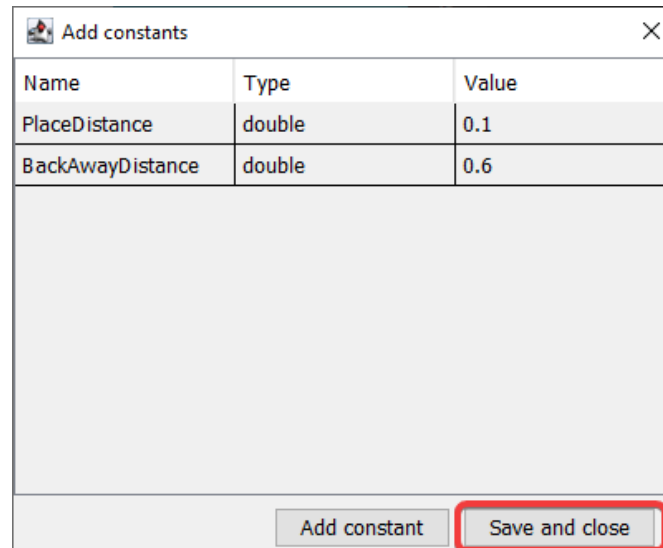 Add constants
Name Type Value
PlaceDistance double 0.1
BackAwayDistance double 0.6
Add constant Save and close